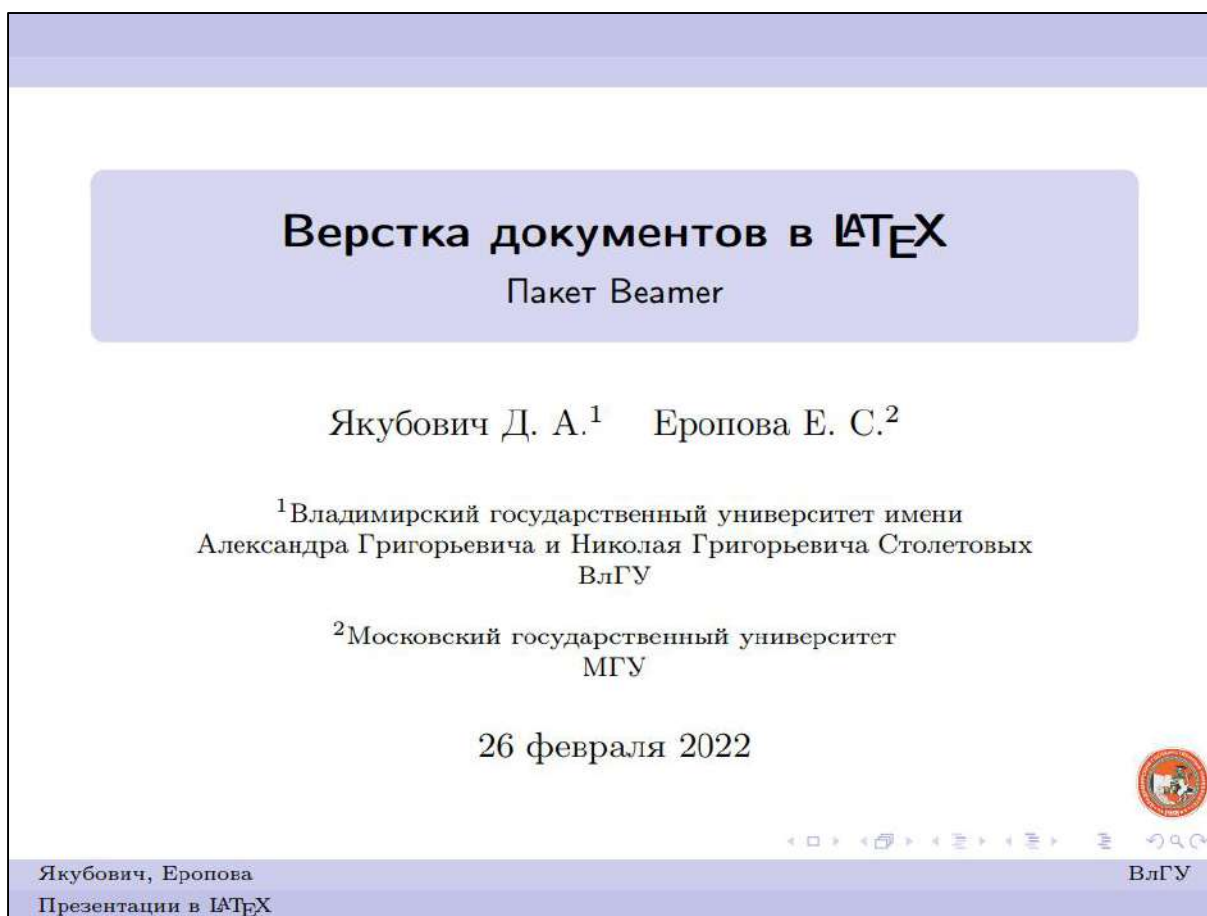 Верстка документов в LATEX
Пакет Beamer
Якубович Д. А.¹ Еропова Е. С.²
¹Владимирский государственный университет имени
Александра Григорьевича и Николая Григорьевича Столетовых
ВлГУ
²Московский государственный университет
МГУ
26 февраля 2022
Якубович, Еропова ВлГУ
Презентации в LATEX